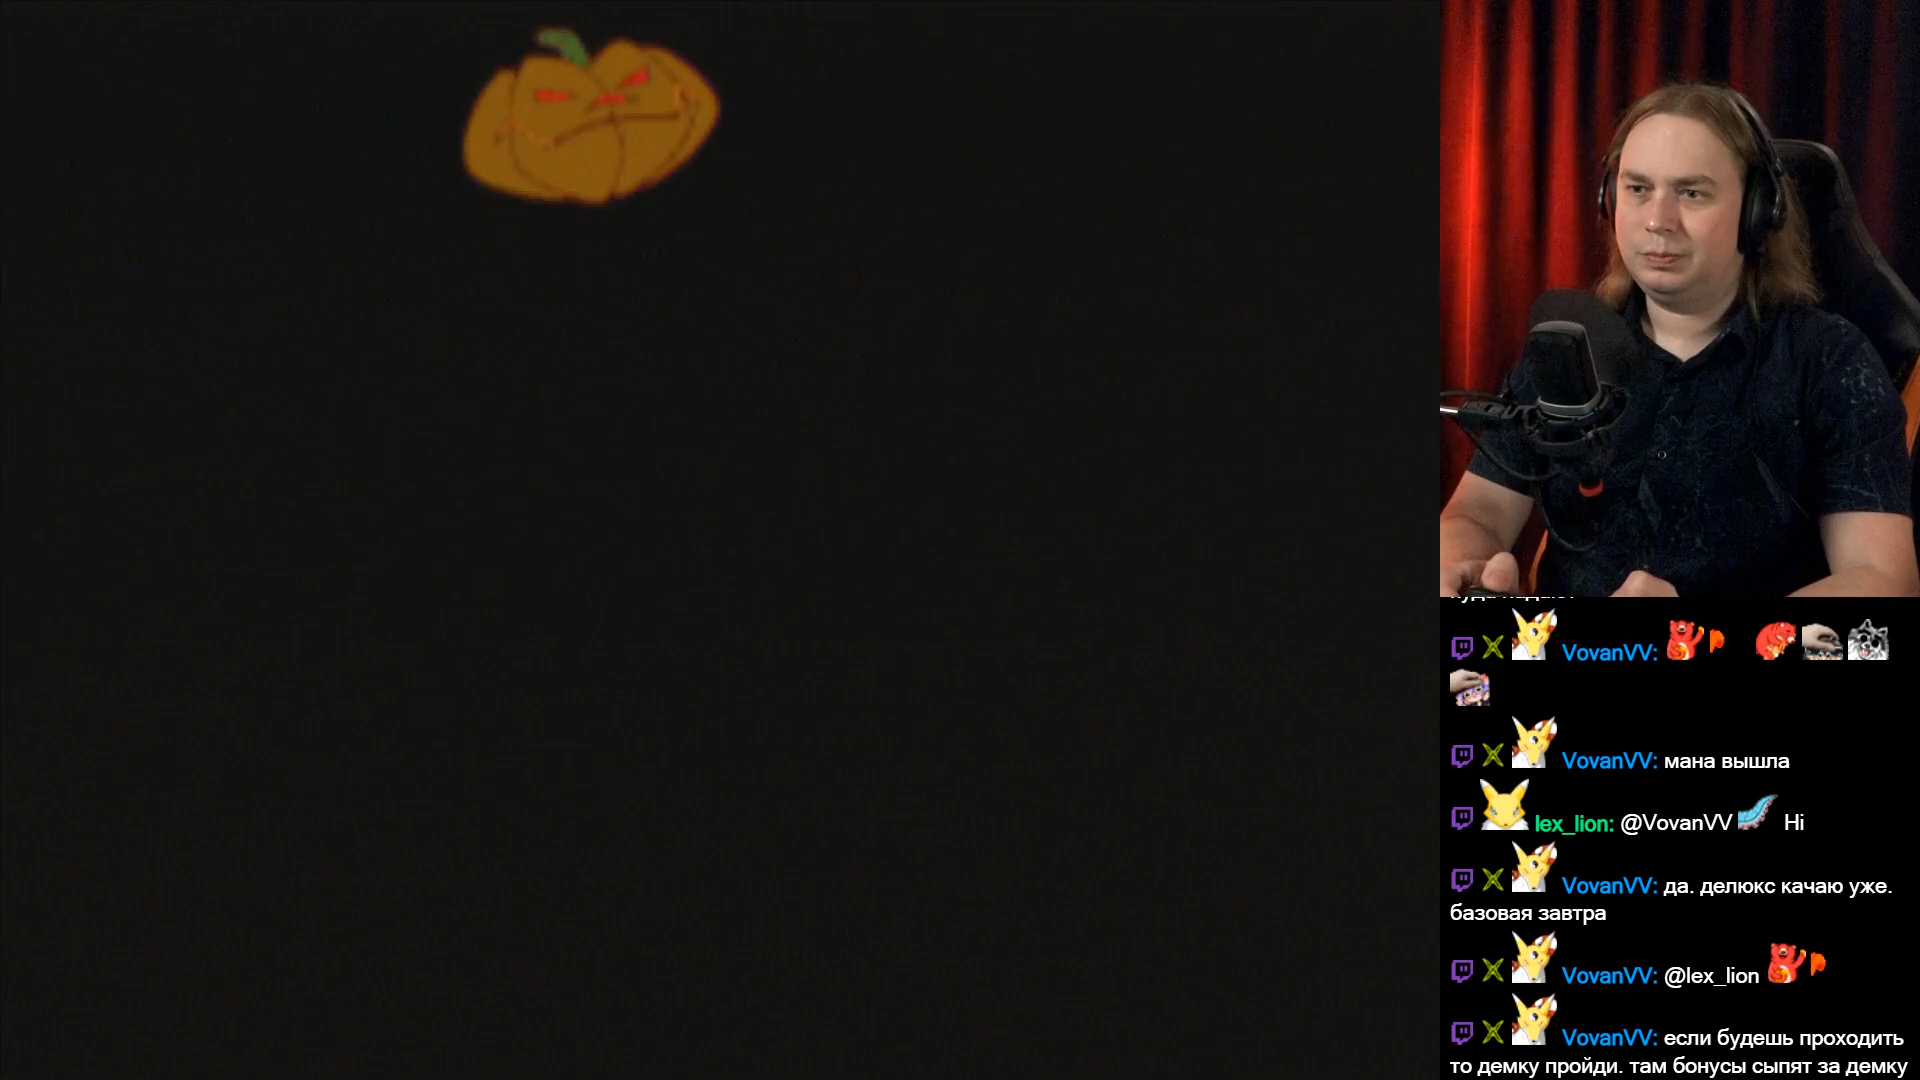 VovanVV:
VovanVV: мана вышла
lex_lion: @VovanVV Hi
VovanVV: да. делюкс качаю уже.
базовая завтра
VovanVV: @lex_lion
VovanVV: если будешь проходить
то демку пройди. там бонусы сыпят за демку